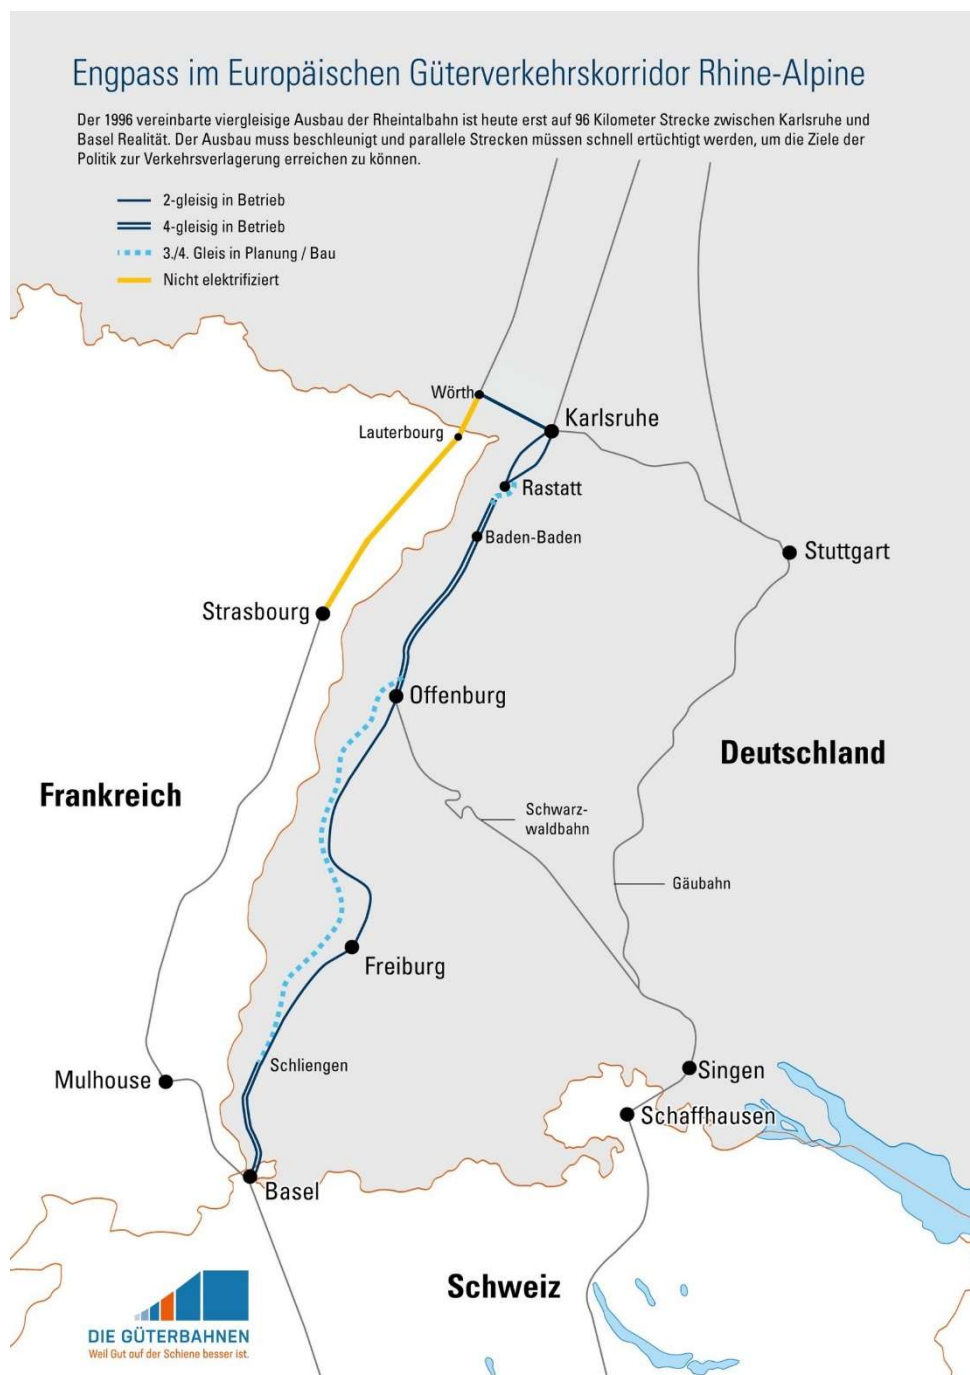 Engpass im Europäischen Güterverkehrskorridor Rhine-Alpine
Der 1996 vereinbarte viergleisige Ausbau der Rheintalbahn ist heute erst auf 96 Kilometer Strecke zwischen Karlsruhe und
Basel Realität. Der Ausbau muss beschleunigt und parallele Strecken müssen schnell ertüchtigt werden, um die Ziele der
Politik zur Verkehrsverlagerung erreichen zu können.
2-gleisig in Betrieb
4-gleisig in Betrieb
3./4. Gleis in Planung / Bau
Nicht elektrifiziert
Wörth
Karlsruhe
Lauterbourg
Rastatt
Baden-Baden
Stuttgart
Strasbourg
Offenburg
Deutschland
Frankreich
Schwarz-
waldbahn
Gäubahn
Freiburg
Schliengen
Singen
Mulhouse
Schaffhausen
Basel
Schweiz
DIE GÜTERBAHNEN
Weil Gut auf der Schiene besser ist.